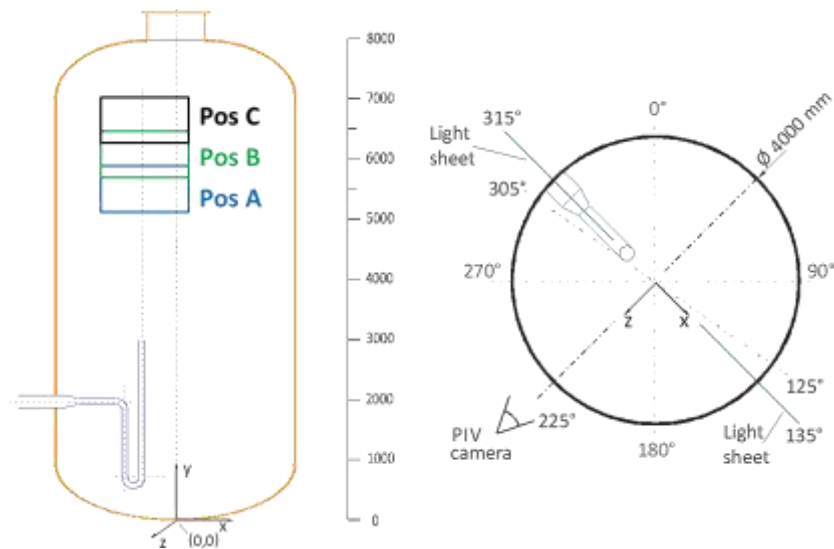 8000
7000
6000
5000
4000
3000
2000
1000
0
Pos C
Pos B
Pos A
y
x
z
(0,0)
0°
Ø 4000 mm
315°
Light
sheet
305°
270°
90°
z
x
125°
135°
225°
PIV
camera
180°
Light
sheet